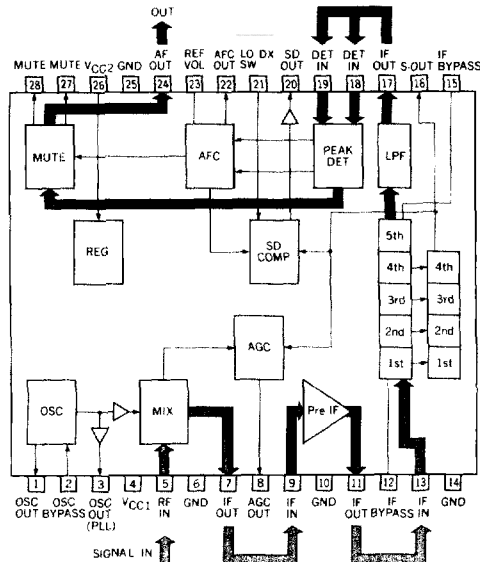 OUT
MUTE MUTE VCC2 GND AF OUT REF VOL AFC OUT LO DX SW SD OUT DET IN DET IN IF OUT S-OUT IF BYPASS
28 27 26 25 24 23 22 21 20 19 18 17 16 15
MUTE
AFC
PEAK DET
LPF
REG
SD COMP
5th
4th 4th
3rd 3rd
2nd 2nd
1st 1st
AGC
OSC
MIX
Pre IF
1 2 3 4 5 6 7 8 9 10 11 12 13 14
OSC OUT OSC BYPASS OSC OUT (PLL) VCC1 RF IN GND IF OUT AGC OUT IF IN GND IF OUT IF BYPASS IF IN GND
SIGNAL IN